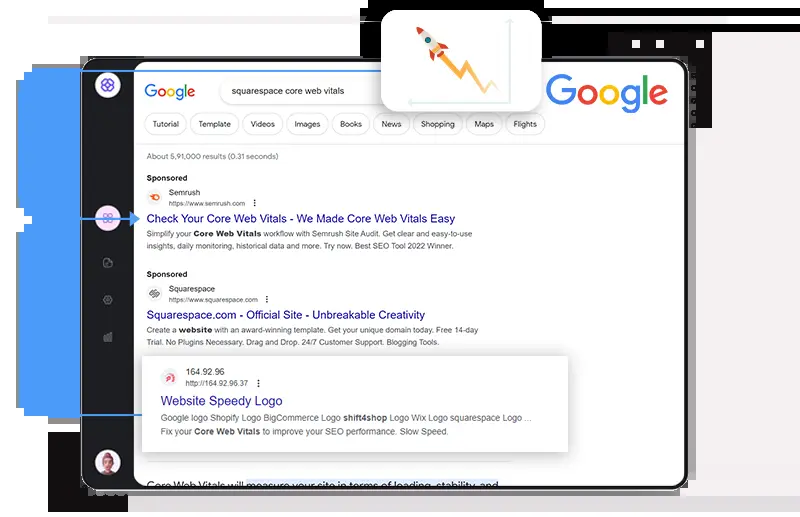 Google
squarespace core web vitals
Google
Tutorial
Template
Videos
Images
Books
News
Shopping
Maps
Flights
About 5,91,000 results (0.31 seconds)
Sponsored
Semrush
https://www.semrush.com
Check Your Core Web Vitals - We Made Core Web Vitals Easy
Simplify your Core Web Vitals workflow with Semrush Site Audit. Get clear and easy-to-use
insights, daily monitoring, historical data and more. Try now. Best SEO Tool 2022 Winner.
Sponsored
Squarespace
https://www.squarespace.com
Squarespace.com - Official Site - Unbreakable Creativity
Create a website with an award-winning template. Get your unique domain today. Free 14-day
Trial. No Plugins Necessary. Drag and Drop. 24/7 Customer Support. Blogging Tools.
164.92.96
http://164.92.96.37
Website Speedy Logo
Google logo Shopify Logo BigCommerce Logo shift4shop Logo Wix Logo squarespace Logo ...
Fix your Core Web Vitals to improve your SEO performance. Slow Speed.
Core Web Vitals will measure your site in terms of loading, stability, and